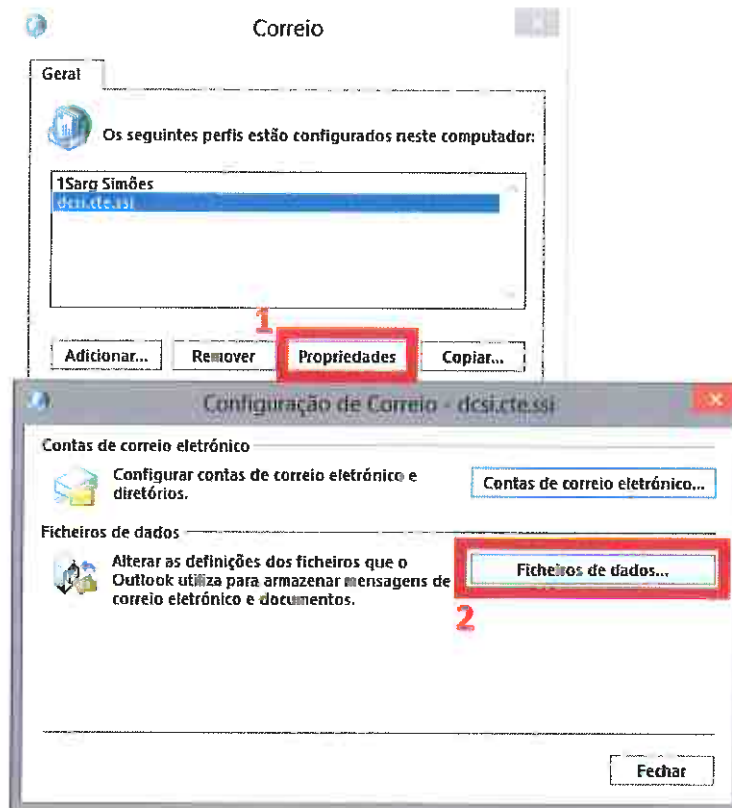 Correio
Geral
Os seguintes perfis estão configurados neste computador:
1Sarg Simões
dcsi.cte.ssi
1
Adicionar...
Remover
Propriedades
Copiar...
Configuração de Correio - dcsi.cte.ssi
Contas de correio eletrónico
Configurar contas de correio eletrónico e
diretórios.
Contas de correio eletrónico...
Ficheiros de dados
Alterar as definições dos ficheiros que o
Outlook utiliza para armazenar mensagens de
correio eletrónico e documentos.
Ficheiros de dados...
2
Fechar